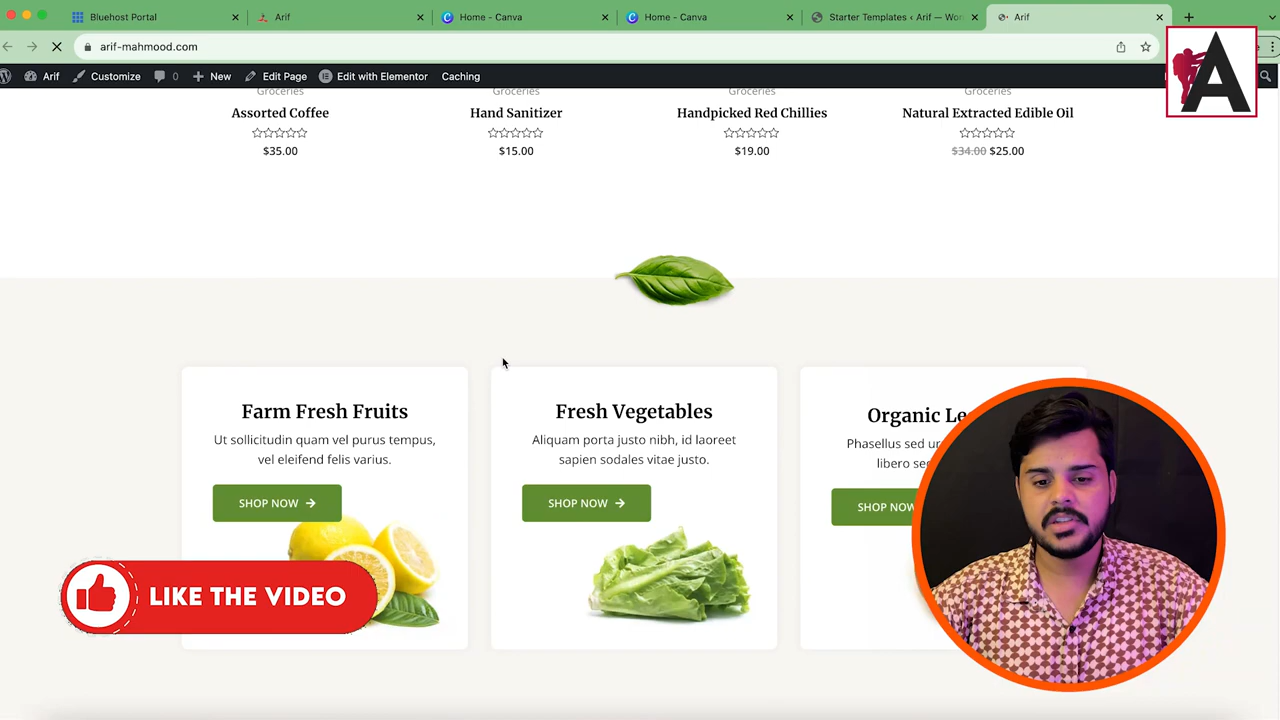 Bluehost Portal
Arif
Home - Canva
Home - Canva
Starter Templates ‹ Arif — Wor
Arif
arif-mahmood.com
Arif
Customize
0
New
Edit Page
Edit with Elementor
Caching
A
Groceries
Groceries
Groceries
Groceries
Assorted Coffee
Hand Sanitizer
Handpicked Red Chillies
Natural Extracted Edible Oil
$35.00
$15.00
$19.00
$34.00 $25.00
Farm Fresh Fruits
Ut sollicitudin quam vel purus tempus,
vel eleifend felis varius.
SHOP NOW
Fresh Vegetables
Aliquam porta justo nibh, id laoreet
sapien sodales vitae justo.
SHOP NOW
Organic Le
Phasellus sed ur
libero se
SHOP NOW
LIKE THE VIDEO